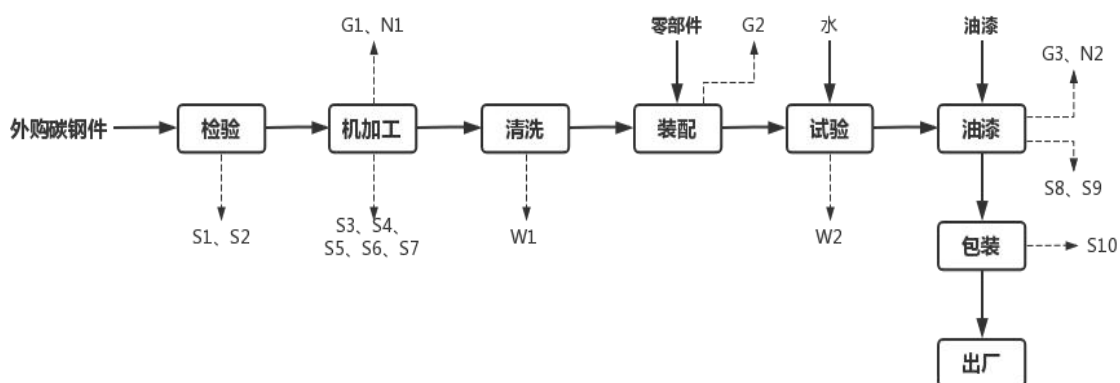 G1、N1
零部件
G2
水
油漆
G3、N2
外购碳钢件
检验
机加工
清洗
装配
试验
油漆
S8、S9
S1、S2
S3、S4、
S5、S6、S7
W1
W2
包装
S10
出厂